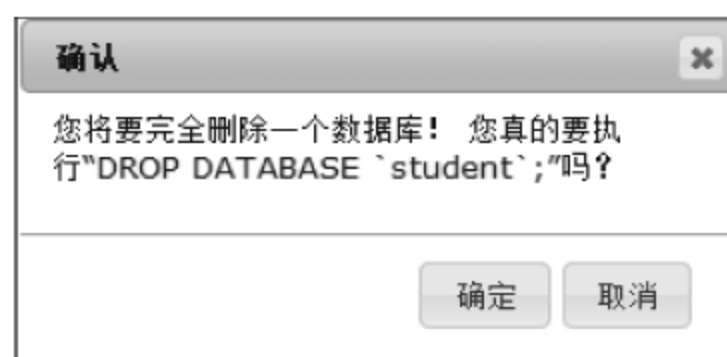 确认
您将要完全删除一个数据库！ 您真的要执
行“DROP DATABASE `student`;”吗？
确定 取消